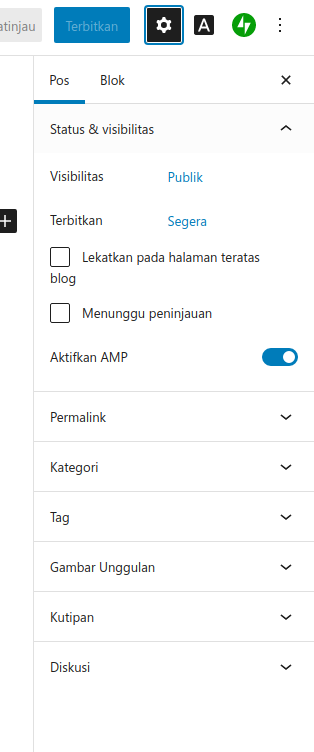 atinjau Terbitkan A
Pos Blok
Status & visibilitas
Visibilitas Publik
Terbitkan Segera
Lekatkan pada halaman teratas
blog
Menunggu peninjauan
Aktifkan AMP
Permalink
Kategori
Tag
Gambar Unggulan
Kutipan
Diskusi